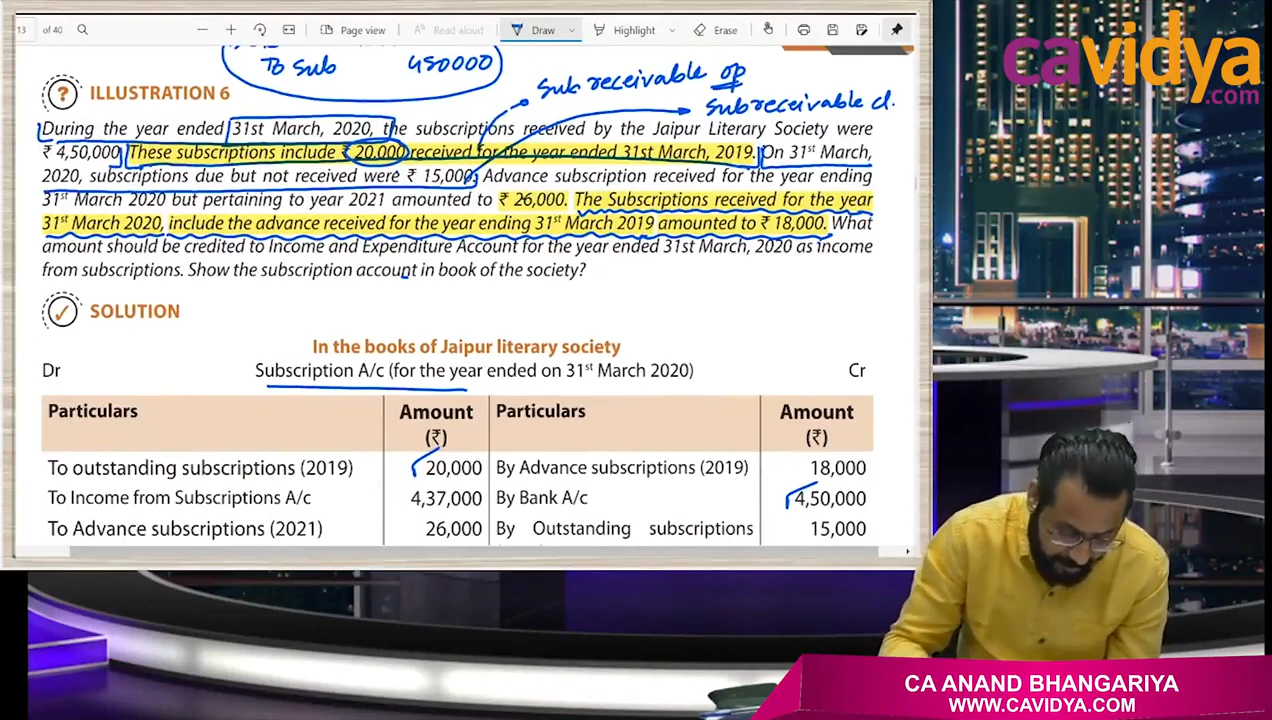 13 of 40
Page view
Read aloud
Draw
Highlight
Erase
cavidya
.com
To Sub 450000
Sub receivable op
Sub receivable cl.
? ILLUSTRATION 6
During the year ended 31st March, 2020, the subscriptions received by the Jaipur Literary Society were
₹ 4,50,000. These subscriptions include ₹ 20,000 received for the year ended 31st March, 2019. On 31st March,
2020, subscriptions due but not received were ₹ 15,000. Advance subscription received for the year ending
31st March 2020 but pertaining to year 2021 amounted to ₹ 26,000. The Subscriptions received for the year
31st March 2020, include the advance received for the year ending 31st March 2019 amounted to ₹ 18,000. What
amount should be credited to Income and Expenditure Account for the year ended 31st March, 2020 as income
from subscriptions. Show the subscription account in book of the society?
SOLUTION
In the books of Jaipur literary society
Dr Subscription A/c (for the year ended on 31st March 2020) Cr
Particulars Amount (₹) Particulars Amount (₹)
To outstanding subscriptions (2019) 20,000 By Advance subscriptions (2019) 18,000
To Income from Subscriptions A/c 4,37,000 By Bank A/c 4,50,000
To Advance subscriptions (2021) 26,000 By Outstanding subscriptions 15,000
CA ANAND BHANGARIYA
WWW.CAVIDYA.COM